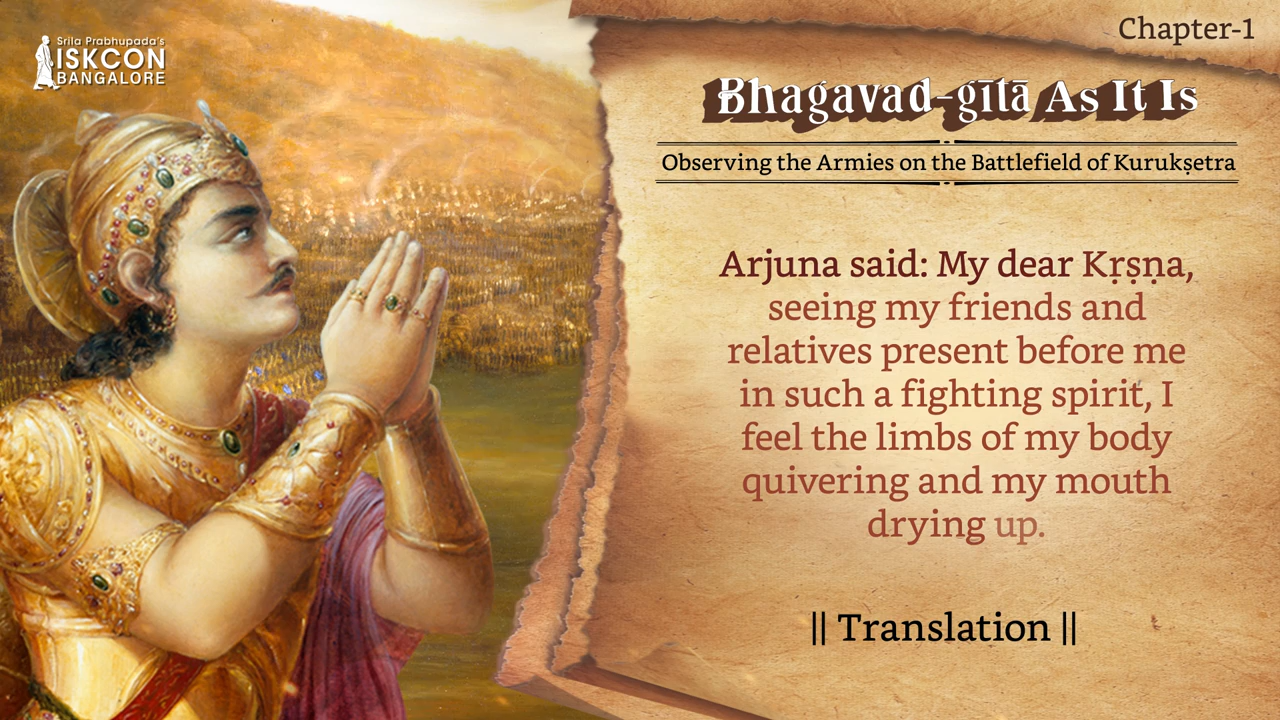 Srila Prabhupada's
ISKCON
BANGALORE
Chapter-1
Bhagavad-gītā As It Is
Observing the Armies on the Battlefield of Kurukṣetra
Arjuna said: My dear Kṛṣṇa,
seeing my friends and
relatives present before me
in such a fighting spirit, I
feel the limbs of my body
quivering and my mouth
drying up.
|| Translation ||